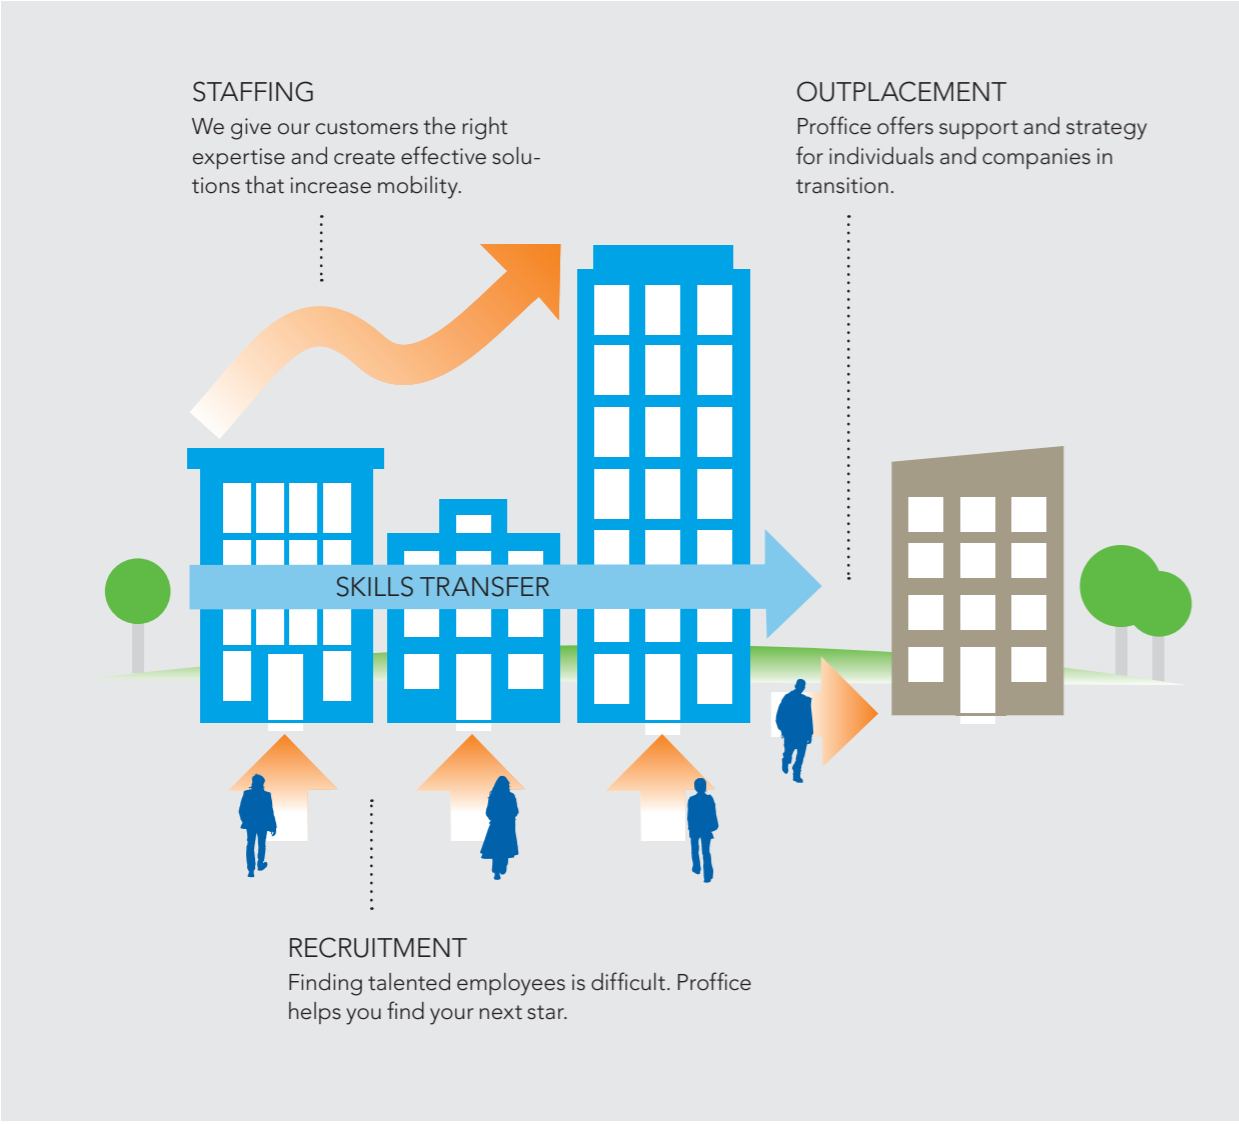 STAFFING
We give our customers the right
expertise and create effective solu-
tions that increase mobility.
OUTPLACEMENT
Proffice offers support and strategy
for individuals and companies in
transition.
SKILLS TRANSFER
RECRUITMENT
Finding talented employees is difficult. Proffice
helps you find your next star.